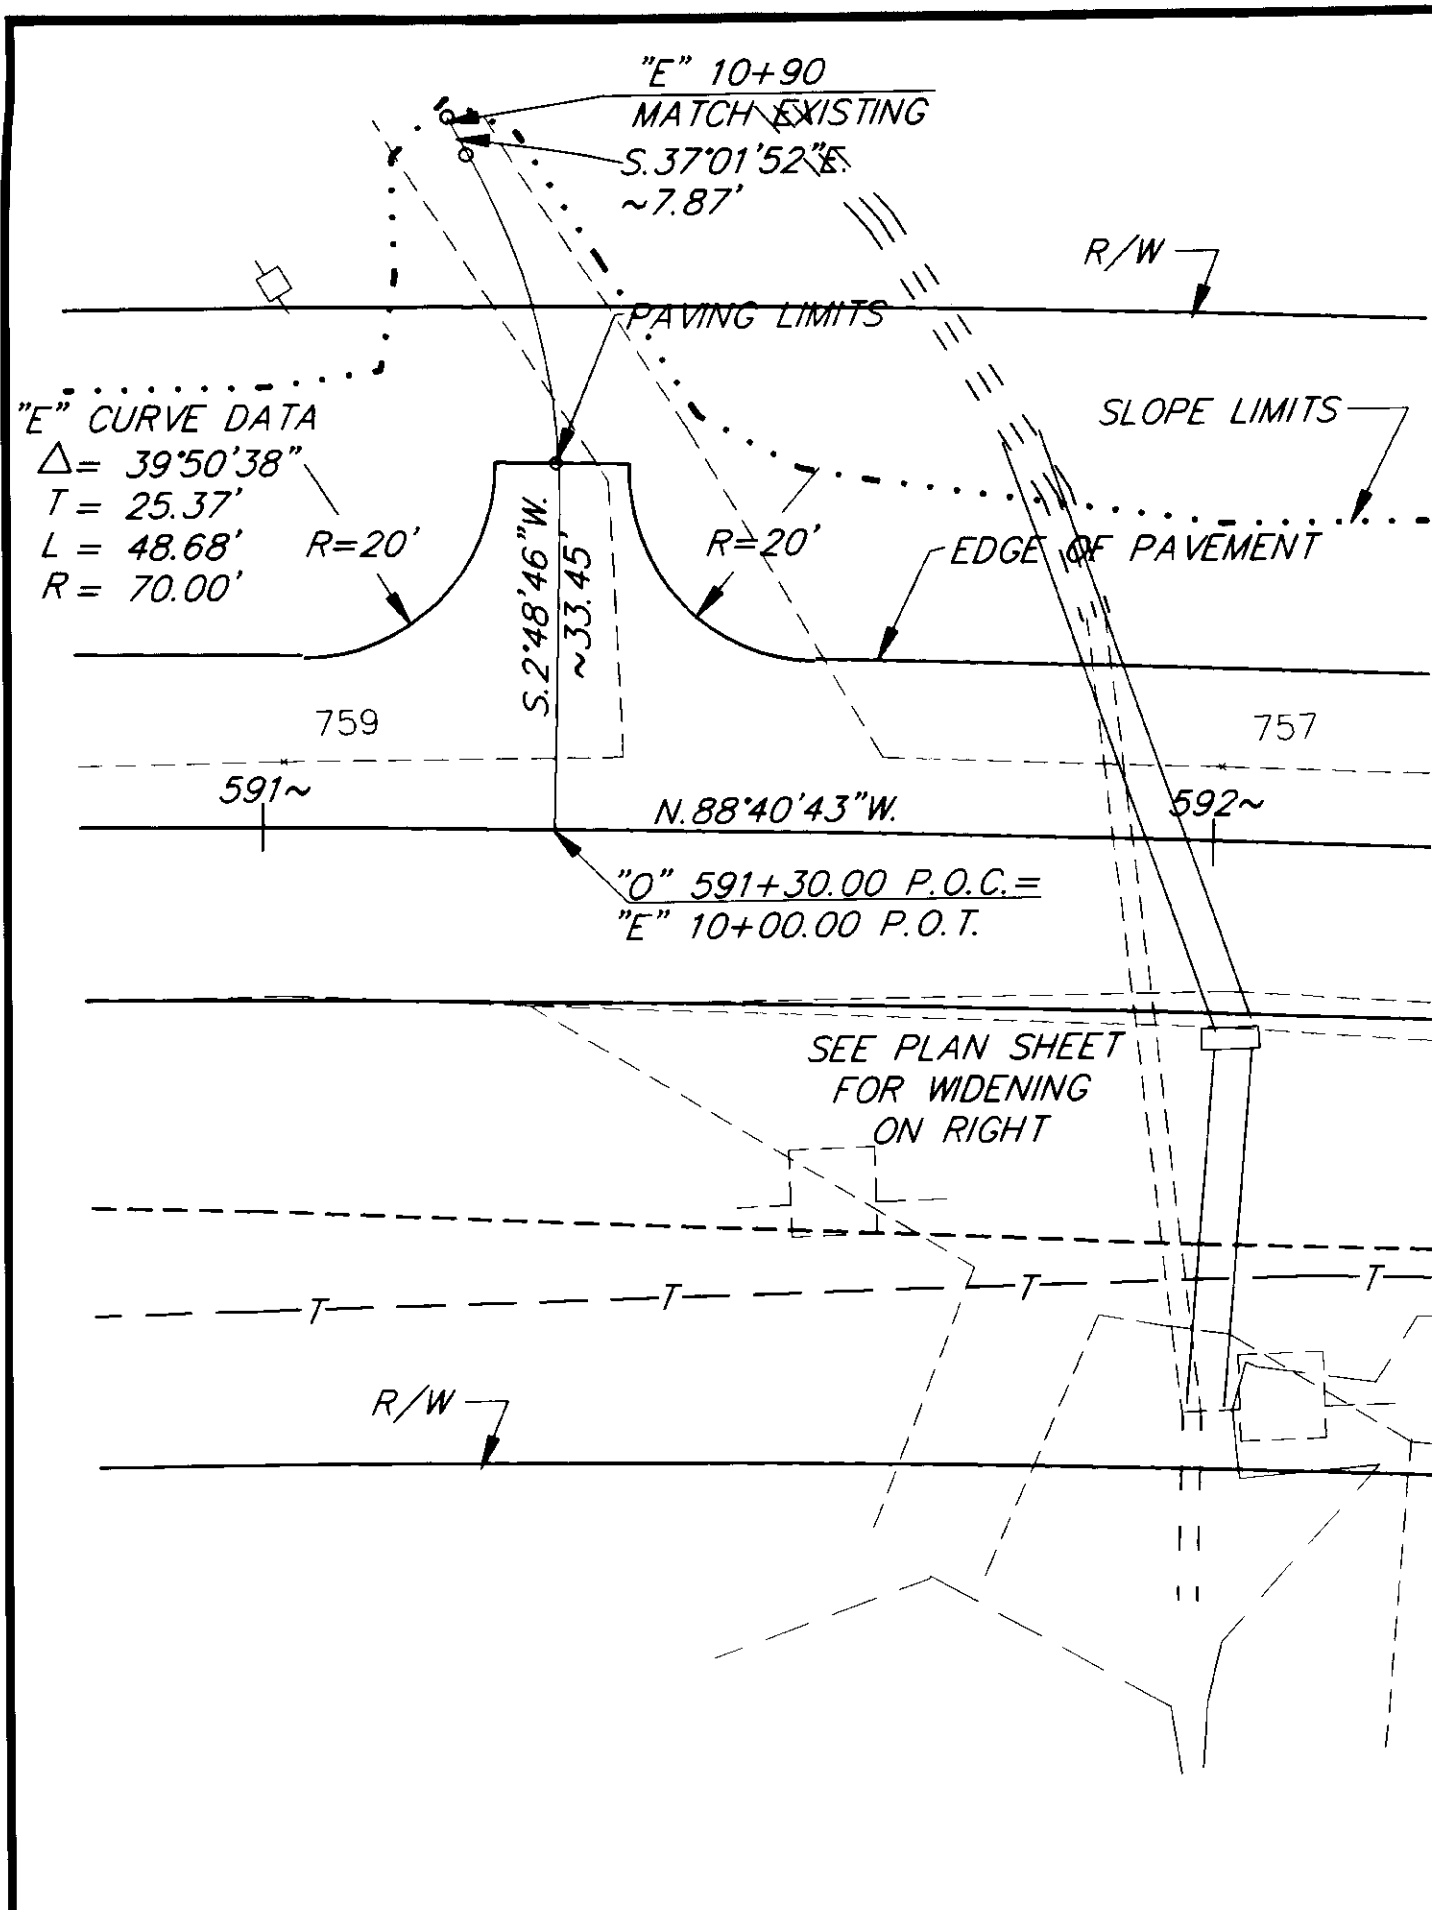 "E" 10+90
MATCH EXISTING
S.37°01'52"E.
~7.87'
R/W
PAVING LIMITS
"E" CURVE DATA
Δ= 39°50'38"
T= 25.37'
L= 48.68'
R= 70.00'
SLOPE LIMITS
R=20'
R=20'
EDGE OF PAVEMENT
S.2°48'46"W.
~33.45'
759
757
591~
N.88°40'43"W.
592~
"O" 591+30.00 P.O.C.=
"E" 10+00.00 P.O.T.
SEE PLAN SHEET
FOR WIDENING
ON RIGHT
T
T
T
T
R/W